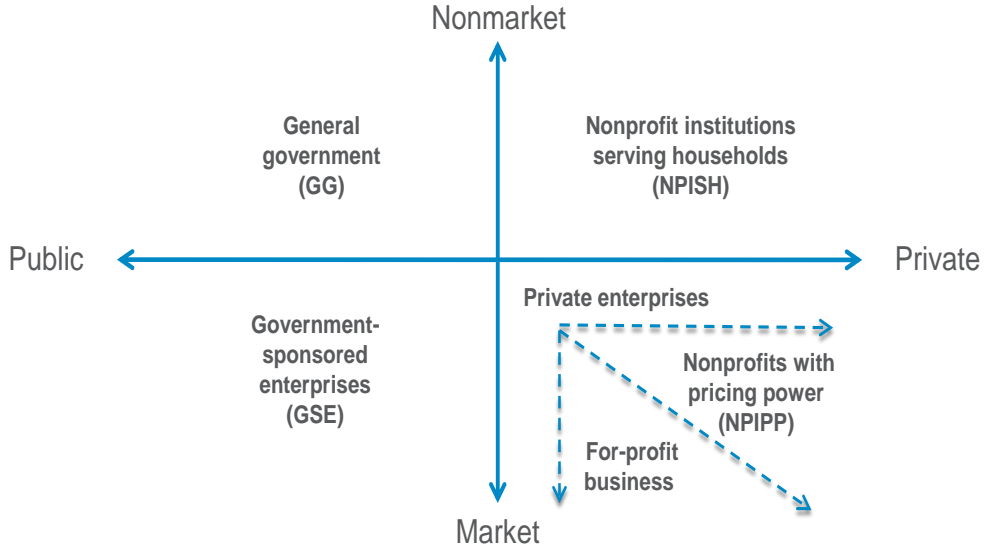 Nonmarket
General
government
(GG)
Nonprofit institutions
serving households
(NPISH)
Public
Private
Private enterprises
Government-
sponsored
enterprises
(GSE)
Nonprofits with
pricing power
(NPIPP)
For-profit
business
Market